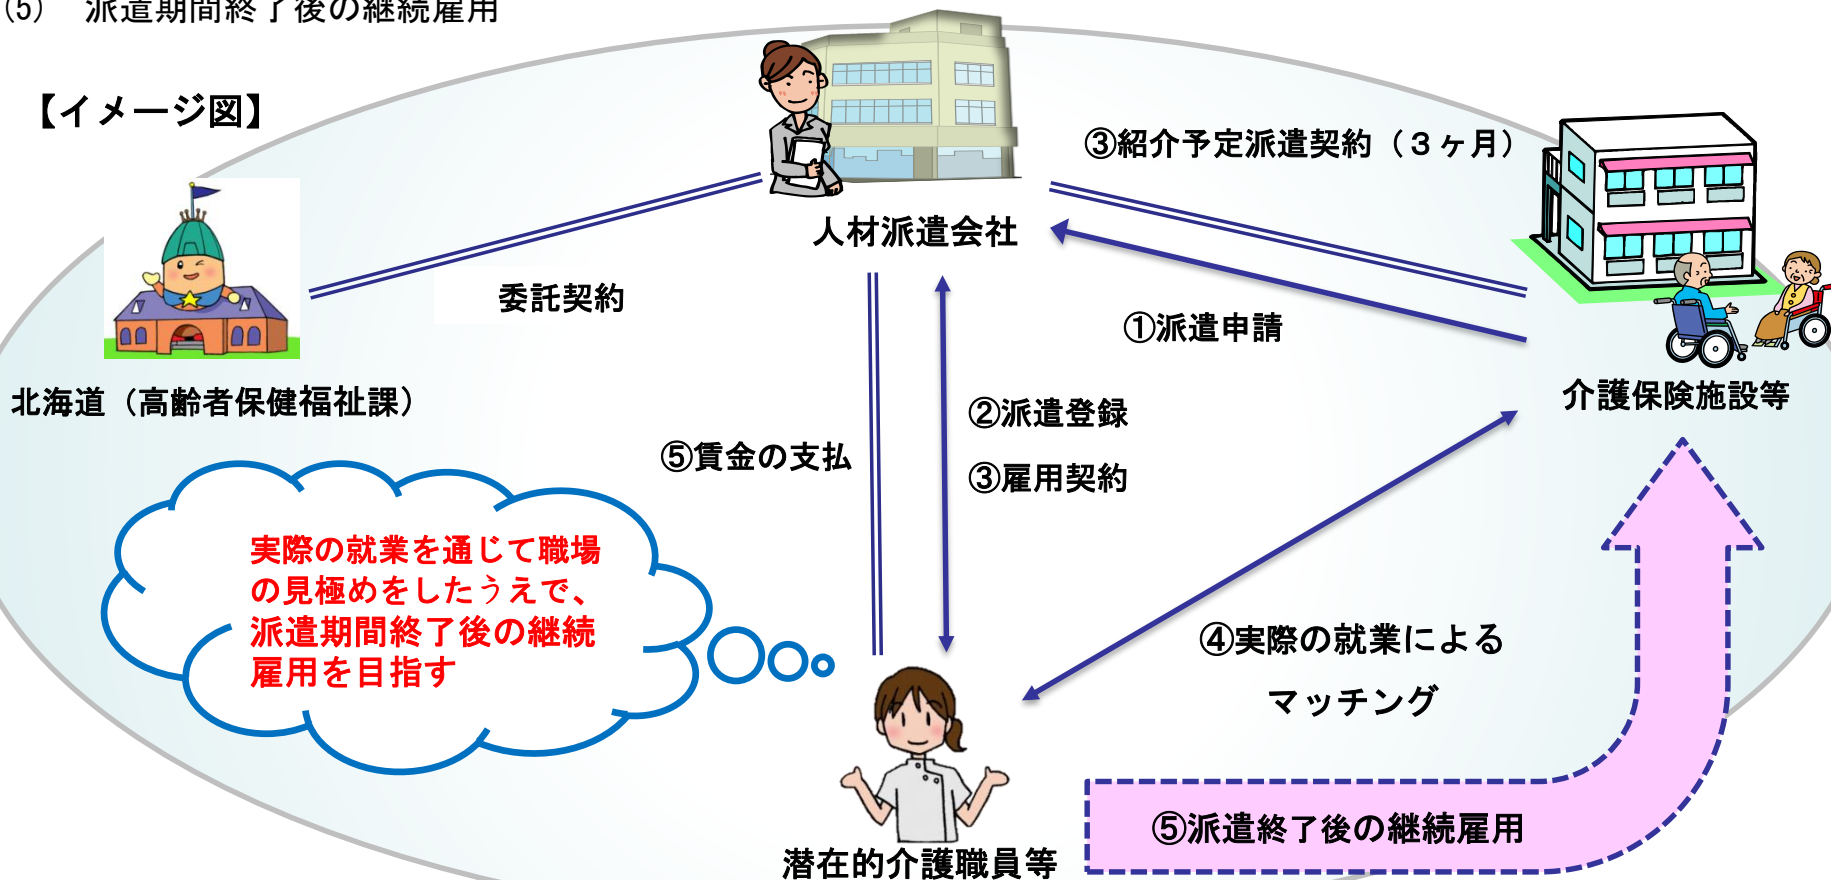 (5) 派遣期間終了後の継続雇用
【イメージ図】
③紹介予定派遣契約（３ヶ月）
人材派遣会社
委託契約
①派遣申請
北海道（高齢者保健福祉課）
介護保険施設等
②派遣登録
⑤賃金の支払
③雇用契約
実際の就業を通じて職場
の見極めをしたうえで、
派遣期間終了後の継続
雇用を目指す
④実際の就業による
マッチング
⑤派遣終了後の継続雇用
潜在的介護職員等